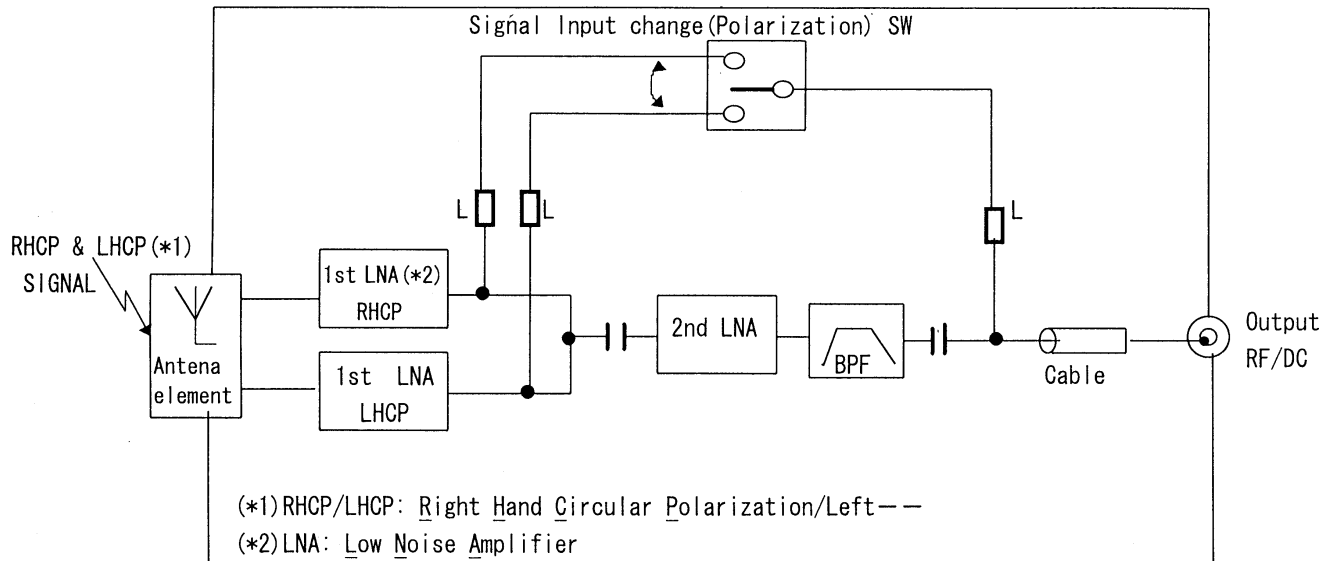 Signal Input change(Polarization) SW
L
L
L
RHCP & LHCP(*1)
SIGNAL
1st LNA(*2)
RHCP
2nd LNA
BPF
Output
RF/DC
Antena
element
1st LNA
LHCP
Cable
(*1)RHCP/LHCP: Right Hand Circular Polarization/Left——
(*2)LNA: Low Noise Amplifier